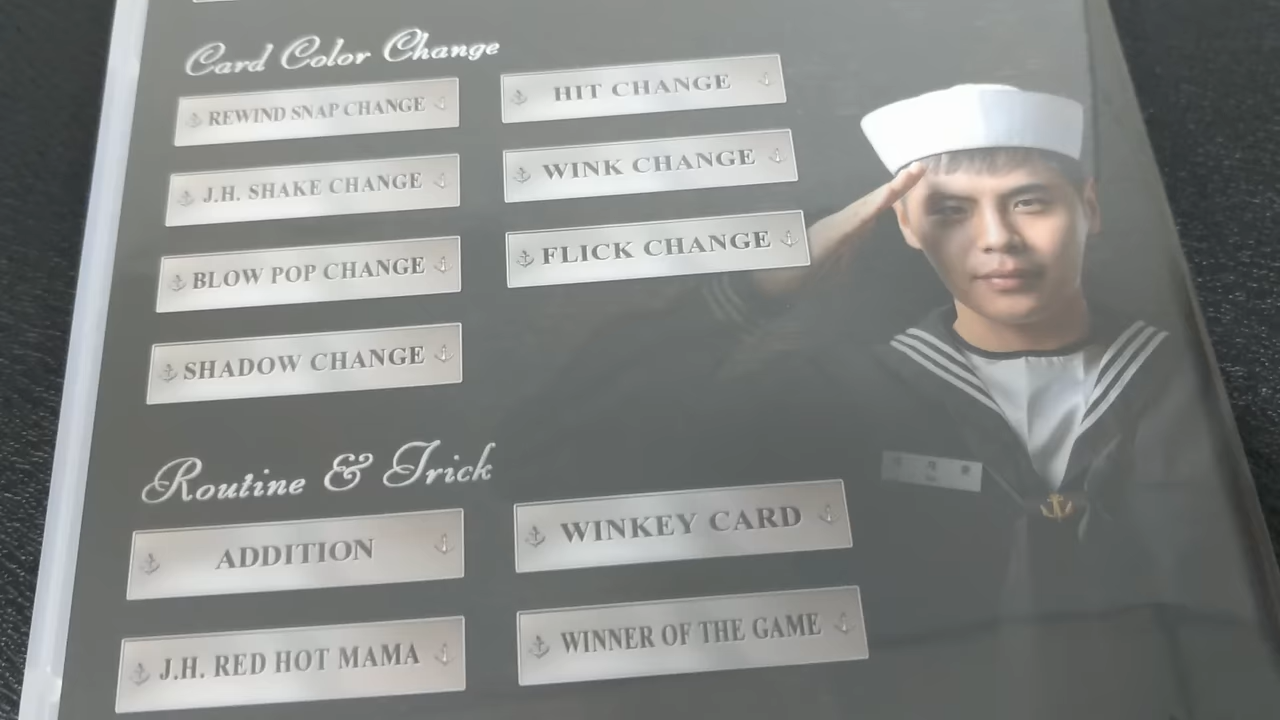 Card Color Change
REWIND SNAP CHANGE
HIT CHANGE
J.H. SHAKE CHANGE
WINK CHANGE
BLOW POP CHANGE
FLICK CHANGE
SHADOW CHANGE
Routine & Trick
ADDITION
WINKEY CARD
J.H. RED HOT MAMA
WINNER OF THE GAME